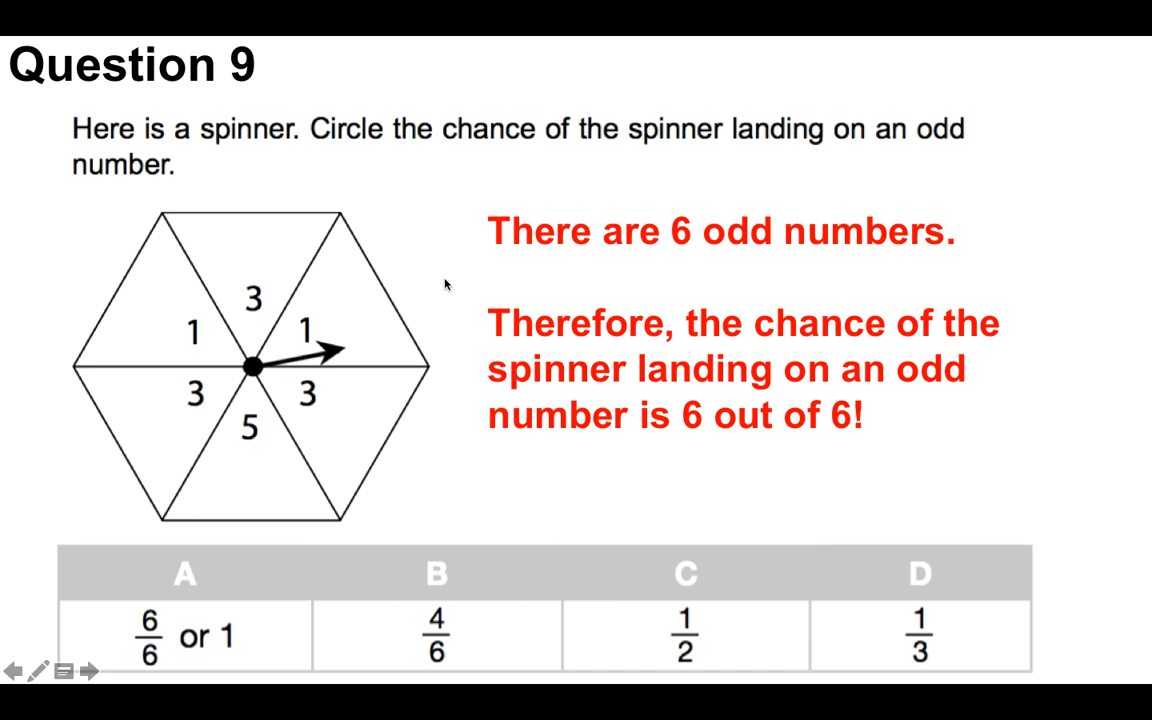 Question 9
Here is a spinner. Circle the chance of the spinner landing on an odd
number.
There are 6 odd numbers.
3
1
1
Therefore, the chance of the
spinner landing on an odd
number is 6 out of 6!
3
3
5
A B C D
6/6 or 1 4/6 1/2 1/3